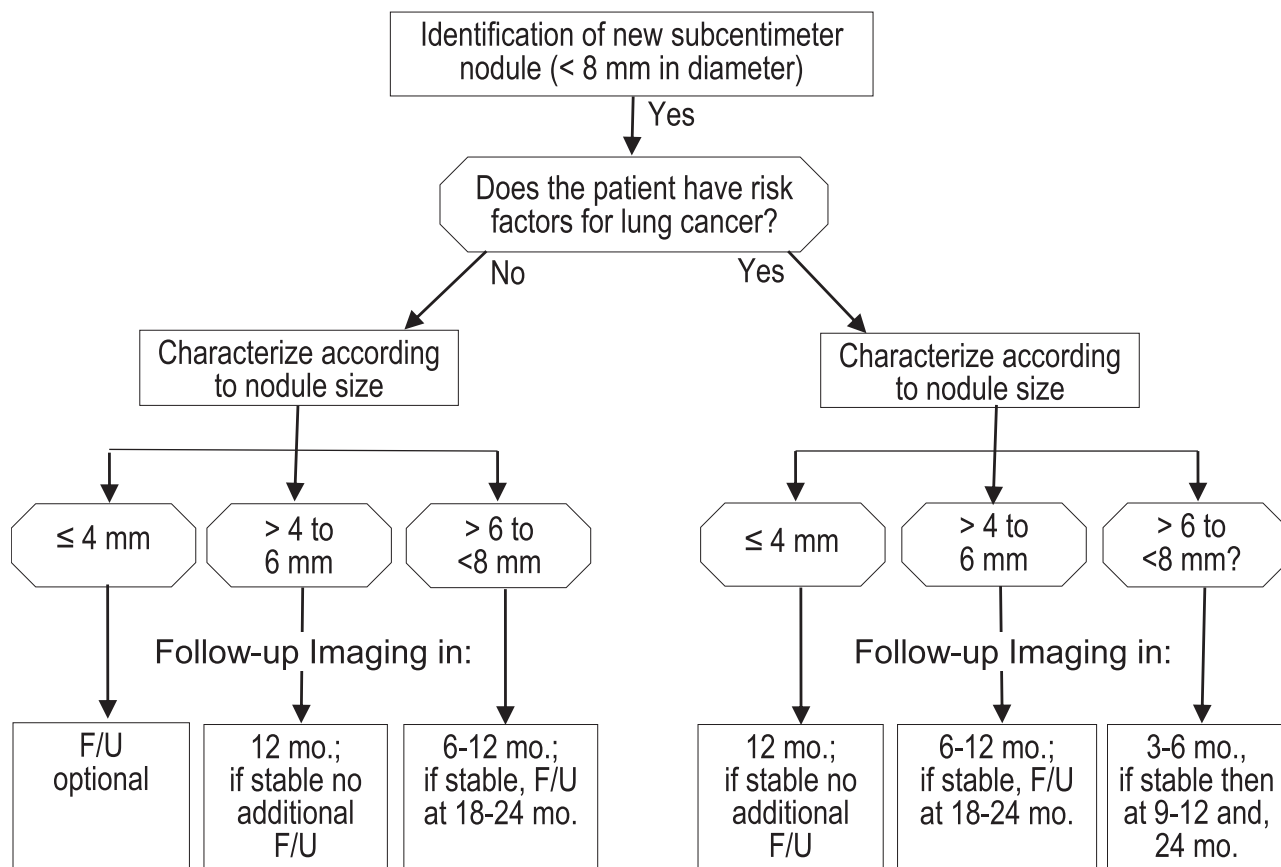 Identification of new subcentimeter
nodule (< 8 mm in diameter)
Yes
Does the patient have risk
factors for lung cancer?
No
Yes
Characterize according
to nodule size
Characterize according
to nodule size
≤ 4 mm
> 4 to
6 mm
> 6 to
<8 mm
≤ 4 mm
> 4 to
6 mm
> 6 to
<8 mm?
Follow-up Imaging in:
Follow-up Imaging in:
F/U
optional
12 mo.;
if stable no
additional
F/U
6-12 mo.;
if stable, F/U
at 18-24 mo.
12 mo.;
if stable no
additional
F/U
6-12 mo.;
if stable, F/U
at 18-24 mo.
3-6 mo.,
if stable then
at 9-12 and,
24 mo.